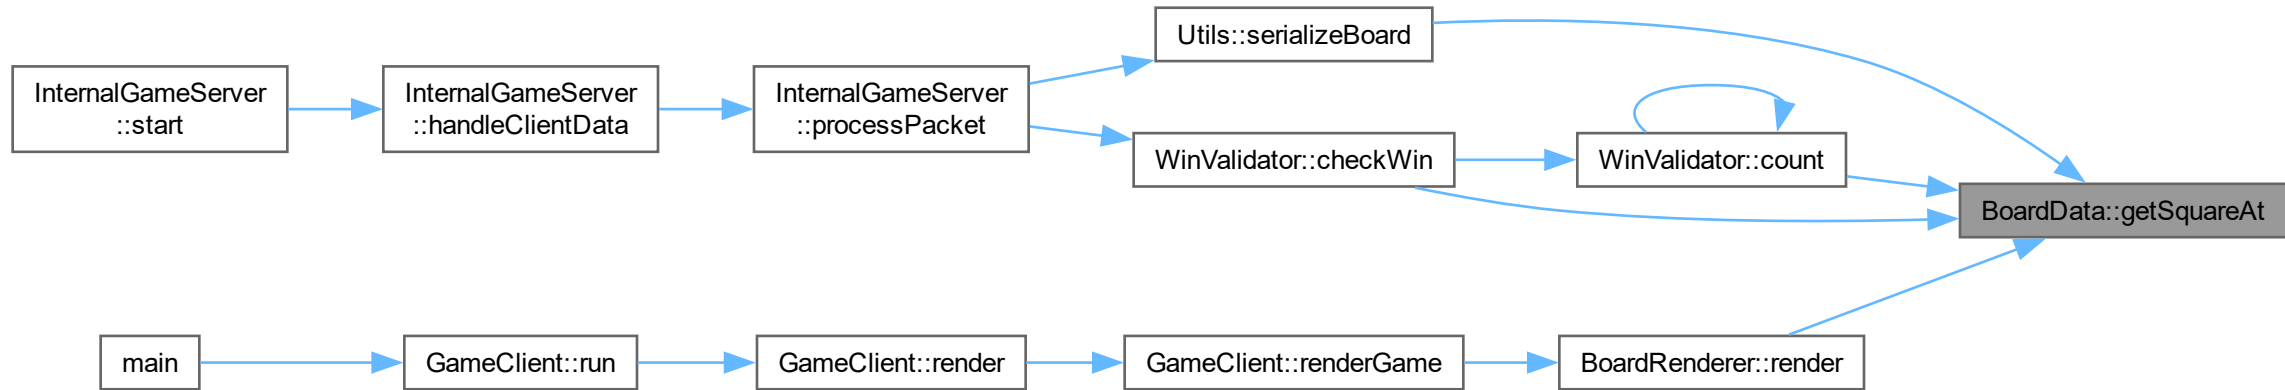 Utils::serializeBoard
InternalGameServer
::start
InternalGameServer
::handleClientData
InternalGameServer
::processPacket
WinValidator::checkWin
WinValidator::count
BoardData::getSquareAt
main
GameClient::run
GameClient::render
GameClient::renderGame
BoardRenderer::render